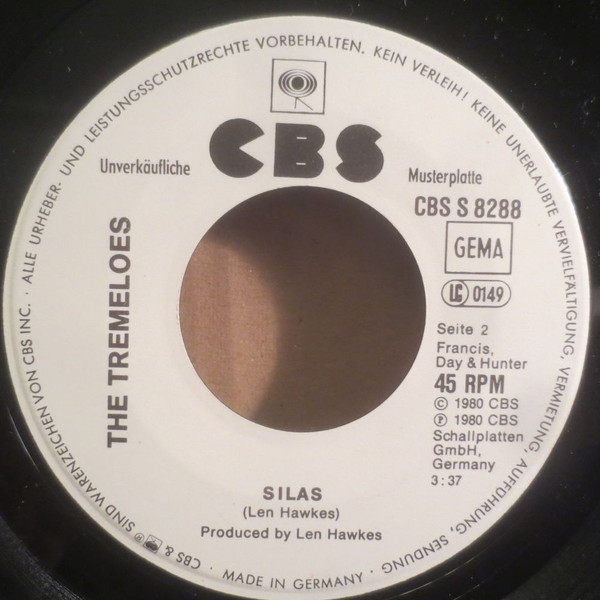 · ALLE URHEBER- UND LEISTUNGSSCHUTZRECHTE VORBEHALTEN. KEIN VERLEIH! KEINE UNERLAUBTE VERVIELFÄLTIGUNG, VERMIETUNG, AUFFÜHRUNG, SENDUNG ·
CBS
Unverkäufliche
Musterplatte
CBS S 8288
GEMA
LC 0149
THE TREMELOES
Seite 2
Francis,
Day & Hunter
45 RPM
© 1980 CBS
℗ 1980 CBS
Schallplatten
GmbH,
Germany
3:37
SILAS
(Len Hawkes)
Produced by Len Hawkes
CBS & ® SIND WARENZEICHEN VON CBS INC.
· MADE IN GERMANY ·